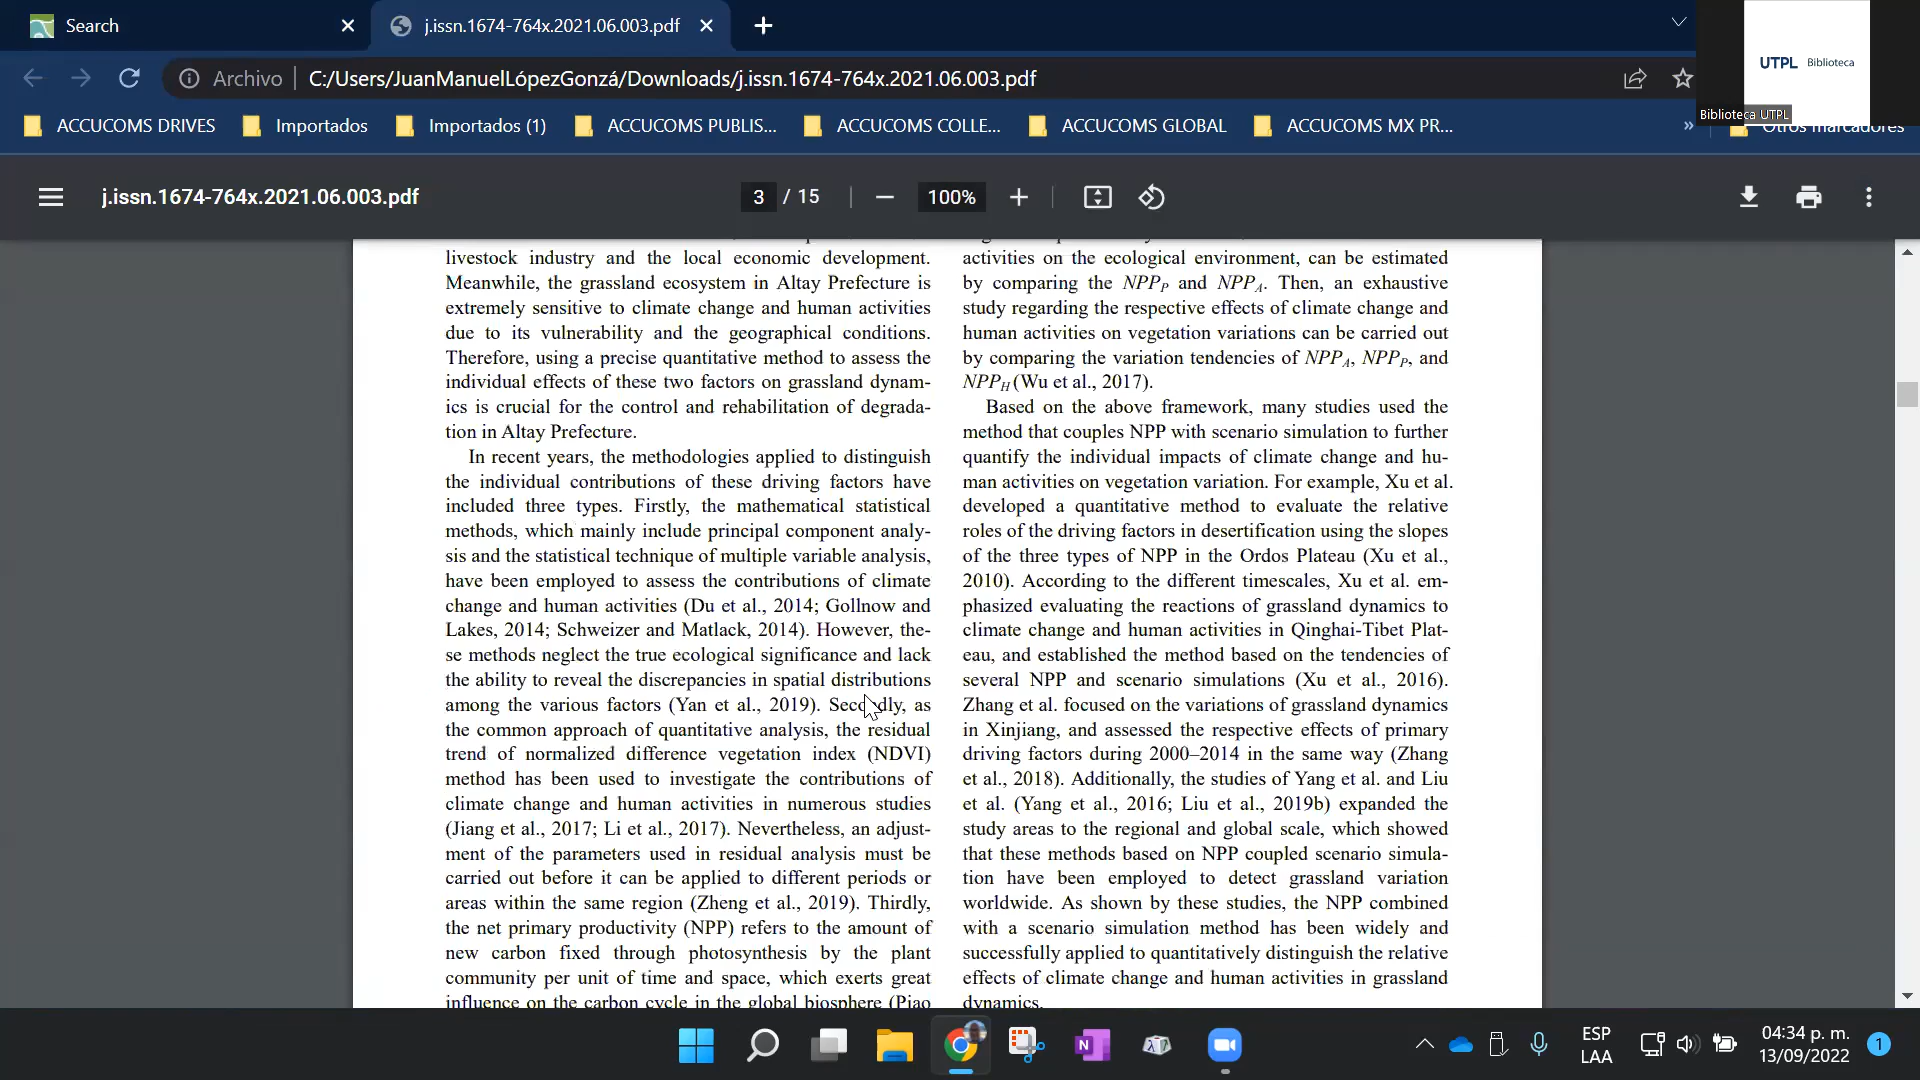 Search
j.issn.1674-764x.2021.06.003.pdf
UTPL Biblioteca
Biblioteca UTPL
Archivo
C:/Users/JuanManuelLópezGonzá/Downloads/j.issn.1674-764x.2021.06.003.pdf
ACCUCOMS DRIVES
Importados
Importados (1)
ACCUCOMS PUBLIS...
ACCUCOMS COLLE...
ACCUCOMS GLOBAL
ACCUCOMS MX PR...
»
Otros marcadores
j.issn.1674-764x.2021.06.003.pdf
3 / 15
100%
livestock industry and the local economic development.
Meanwhile, the grassland ecosystem in Altay Prefecture is
extremely sensitive to climate change and human activities
due to its vulnerability and the geographical conditions.
Therefore, using a precise quantitative method to assess the
individual effects of these two factors on grassland dynam-
ics is crucial for the control and rehabilitation of degrada-
tion in Altay Prefecture.
In recent years, the methodologies applied to distinguish
the individual contributions of these driving factors have
included three types. Firstly, the mathematical statistical
methods, which mainly include principal component analy-
sis and the statistical technique of multiple variable analysis,
have been employed to assess the contributions of climate
change and human activities (Du et al., 2014; Gollnow and
Lakes, 2014; Schweizer and Matlack, 2014). However, the-
se methods neglect the true ecological significance and lack
the ability to reveal the discrepancies in spatial distributions
among the various factors (Yan et al., 2019). Secondly, as
the common approach of quantitative analysis, the residual
trend of normalized difference vegetation index (NDVI)
method has been used to investigate the contributions of
climate change and human activities in numerous studies
(Jiang et al., 2017; Li et al., 2017). Nevertheless, an adjust-
ment of the parameters used in residual analysis must be
carried out before it can be applied to different periods or
areas within the same region (Zheng et al., 2019). Thirdly,
the net primary productivity (NPP) refers to the amount of
new carbon fixed through photosynthesis by the plant
community per unit of time and space, which exerts great
influence on the carbon cycle in the global biosphere (Piao
activities on the ecological environment, can be estimated
by comparing the NPPP and NPPA. Then, an exhaustive
study regarding the respective effects of climate change and
human activities on vegetation variations can be carried out
by comparing the variation tendencies of NPPA, NPPP, and
NPPH (Wu et al., 2017).
Based on the above framework, many studies used the
method that couples NPP with scenario simulation to further
quantify the individual impacts of climate change and hu-
man activities on vegetation variation. For example, Xu et al.
developed a quantitative method to evaluate the relative
roles of the driving factors in desertification using the slopes
of the three types of NPP in the Ordos Plateau (Xu et al.,
2010). According to the different timescales, Xu et al. em-
phasized evaluating the reactions of grassland dynamics to
climate change and human activities in Qinghai-Tibet Plat-
eau, and established the method based on the tendencies of
several NPP and scenario simulations (Xu et al., 2016).
Zhang et al. focused on the variations of grassland dynamics
in Xinjiang, and assessed the respective effects of primary
driving factors during 2000–2014 in the same way (Zhang
et al., 2018). Additionally, the studies of Yang et al. and Liu
et al. (Yang et al., 2016; Liu et al., 2019b) expanded the
study areas to the regional and global scale, which showed
that these methods based on NPP coupled scenario simula-
tion have been employed to detect grassland variation
worldwide. As shown by these studies, the NPP combined
with a scenario simulation method has been widely and
successfully applied to quantitatively distinguish the relative
effects of climate change and human activities in grassland
dynamics.
ESP
LAA
04:34 p. m.
13/09/2022
1